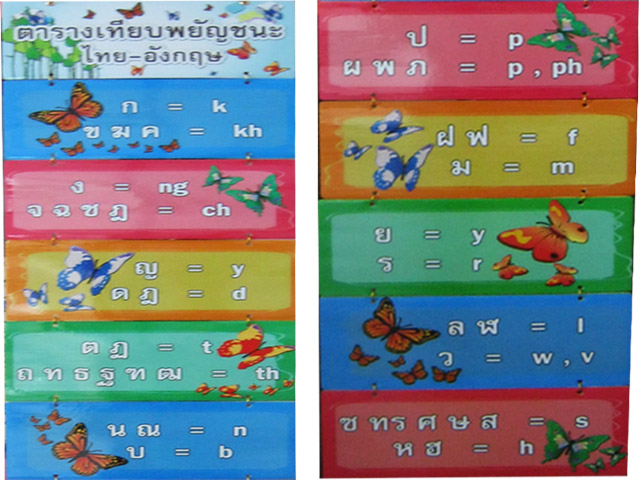 ตารางเทียบพยัญชนะ
ไทย-อังกฤษ
ก = k
ข ฆ ค = kh
ง = ng
จ ฉ ช ฏ = ch
ญ = y
ด ฎ = d
ต ฏ = t
ถ ท ธ ฐ ฑ ฒ = th
น ณ = n
บ = b
ป = p
ผ พ ภ = p , ph
ฝ ฟ = f
ม = m
ย = y
ร = r
ล ฬ = l
ว = w , v
ซ ท ร ศ ษ ส = s
ห ฮ = h